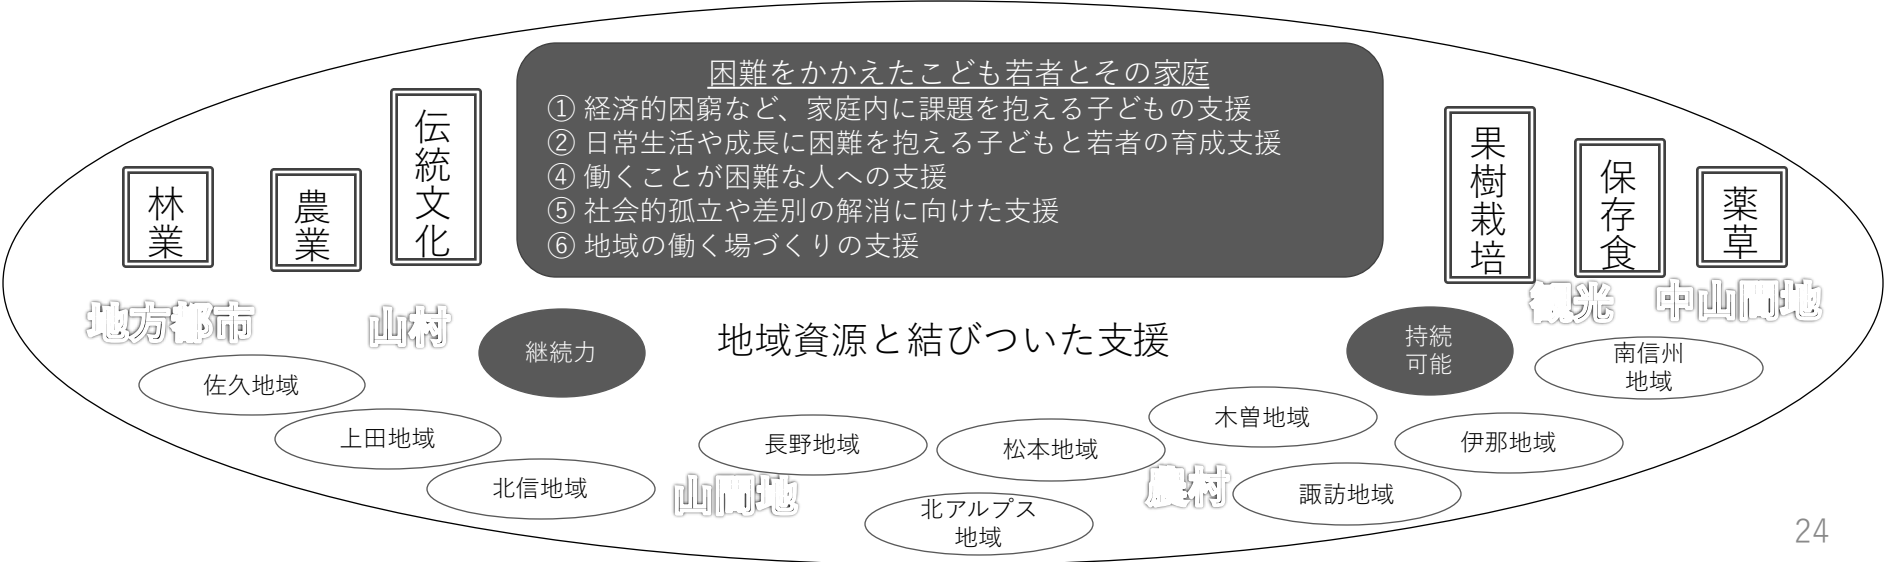 困難をかかえたこども若者とその家庭
① 経済的困窮など、家庭内に課題を抱える子どもの支援
② 日常生活や成長に困難を抱える子どもと若者の育成支援
④ 働くことが困難な人への支援
⑤ 社会的孤立や差別の解消に向けた支援
⑥ 地域の働く場づくりの支援
林業
農業
伝統文化
果樹栽培
保存食
薬草
地方都市
山村
継続力
地域資源と結びついた支援
持続
可能
観光
中山間地
佐久地域
上田地域
北信地域
山間地
長野地域
松本地域
北アルプス
地域
農村
木曽地域
諏訪地域
伊那地域
南信州
地域
24